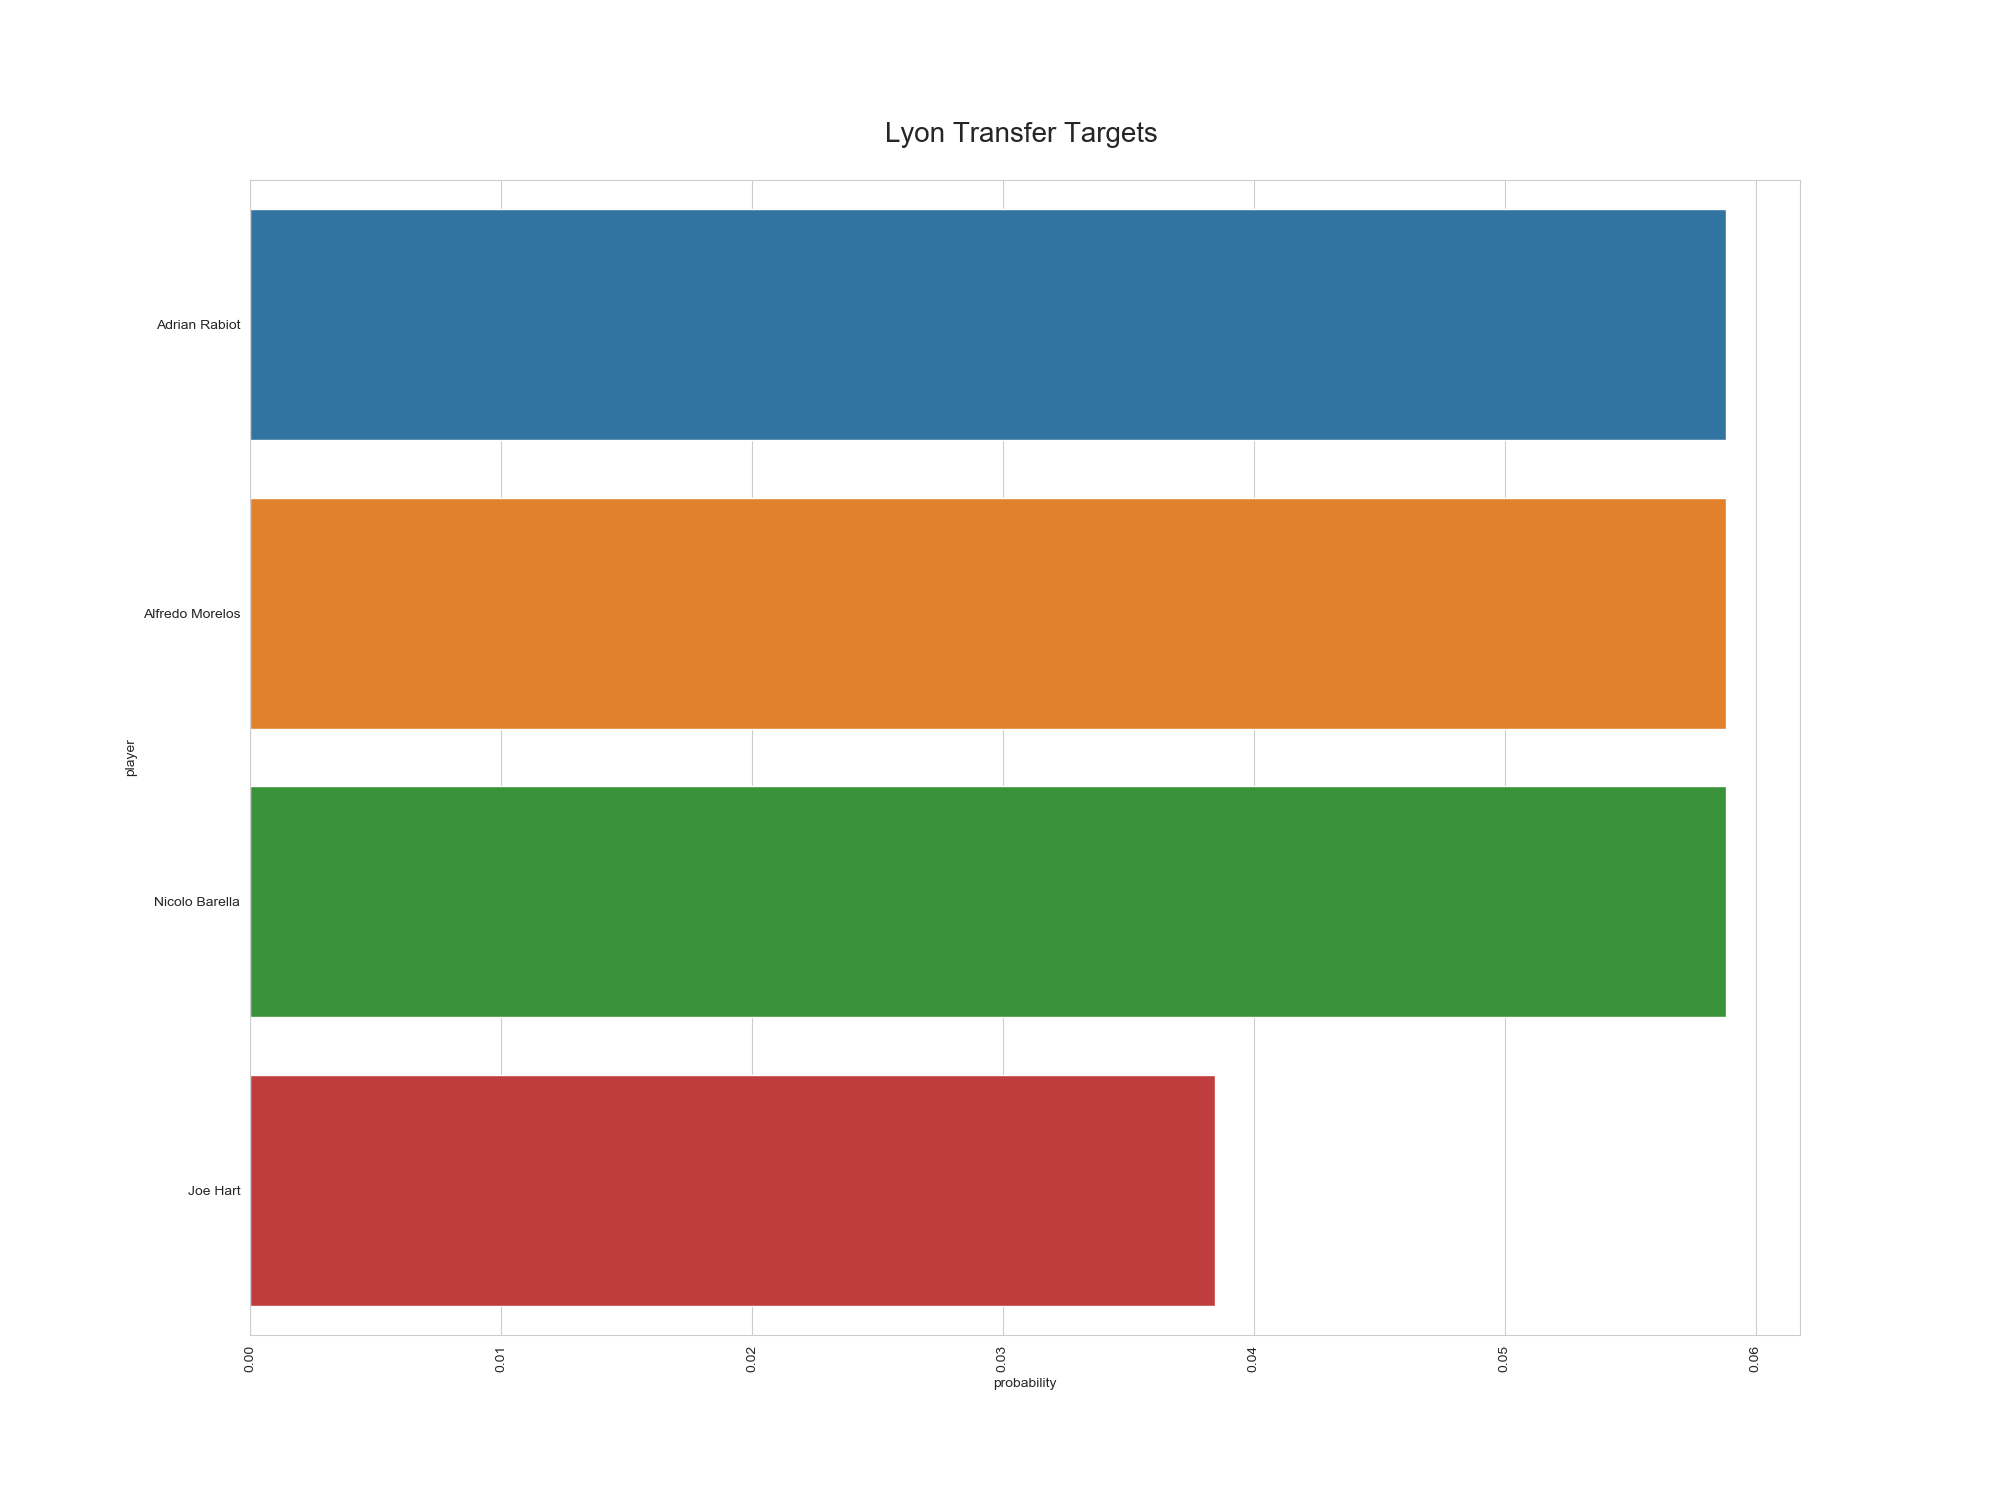 Lyon Transfer Targets
Adrian Rabiot
Alfredo Morelos
Nicolo Barella
Joe Hart
player
0.00 0.01 0.02 0.03 0.04 0.05 0.06
probability